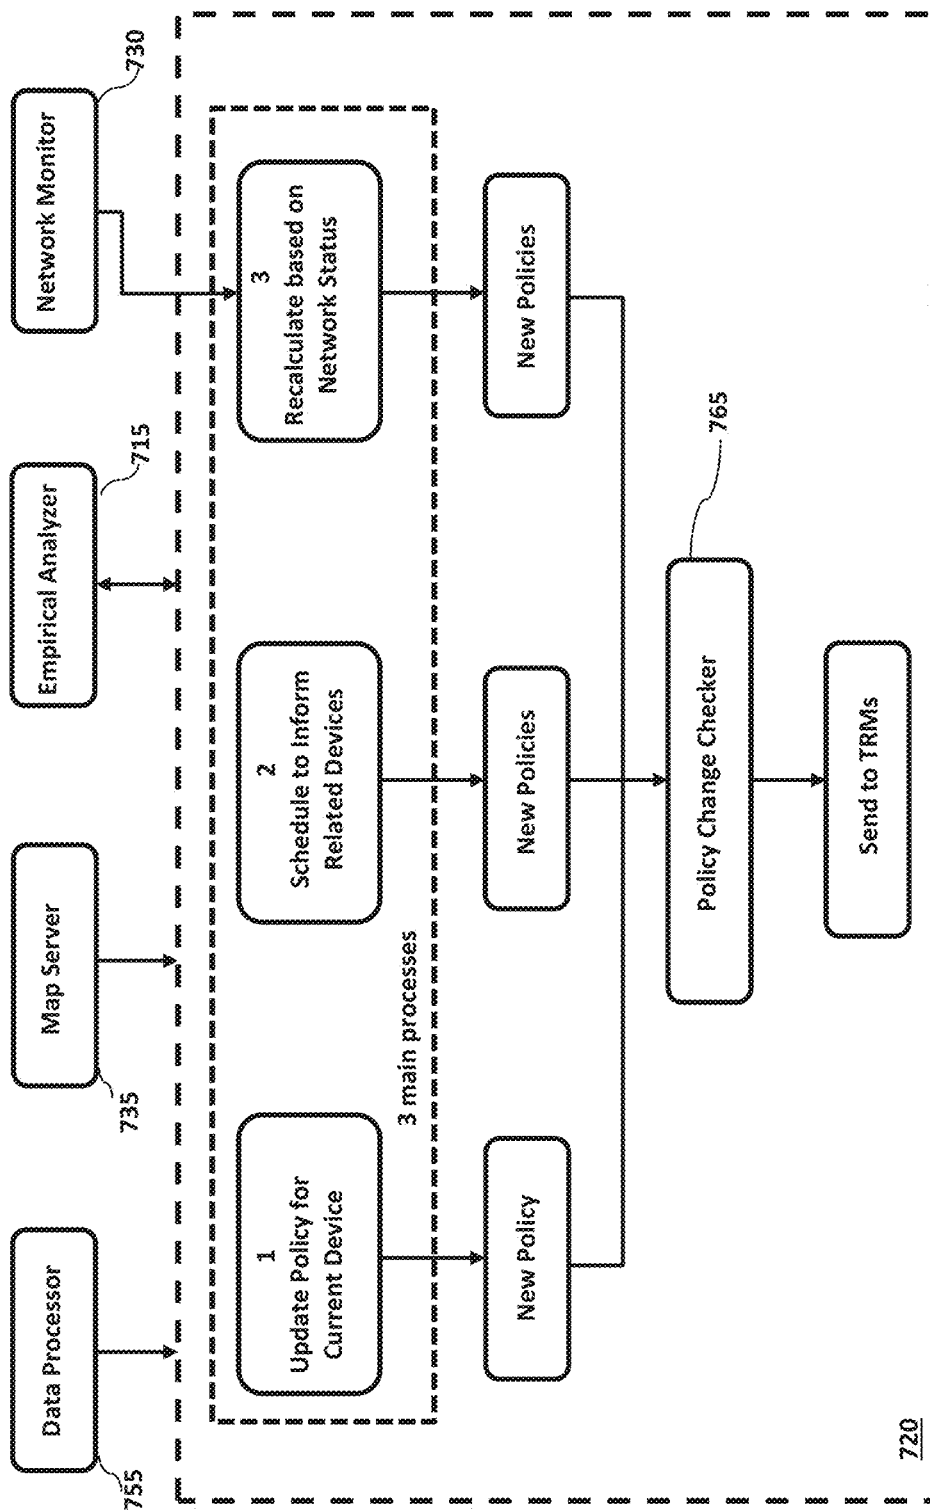 Data Processor
755
Map Server
735
Empirical Analyzer
715
Network Monitor
730
1
Update Policy for
Current Device
2
Schedule to Inform
Related Devices
3
Recalculate based on
Network Status
3 main processes
New Policy
New Policies
New Policies
Policy Change Checker
765
Send to TRMs
720